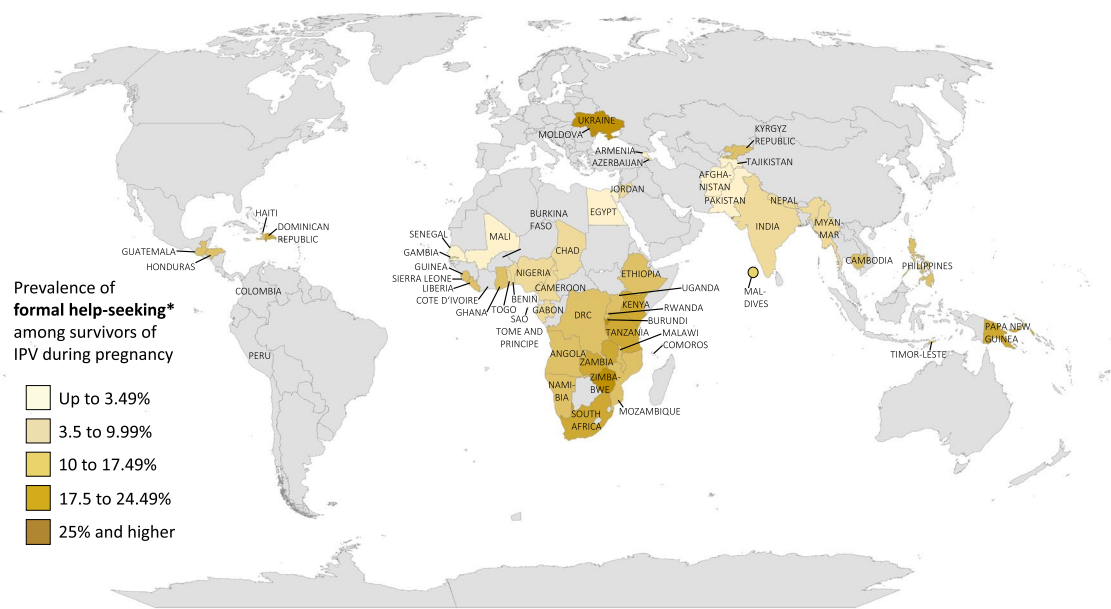 UKRAINE
MOLDOVA
KYRGYZ
REPUBLIC
ARMENIA
AZERBAIJAN
TAJIKISTAN
AFGHA-
NISTAN
JORDAN
PAKISTAN
NEPAL
EGYPT
BURKINA
FASO
INDIA
MYAN-
MAR
HAITI
DOMINICAN
REPUBLIC
SENEGAL
MALI
GAMBIA
CHAD
GUATEMALA
HONDURAS
GUINEA
SIERRA LEONE
LIBERIA
COTE D'IVOIRE
GHANA
TOGO
BENIN
NIGERIA
CAMEROON
ETHIOPIA
CAMBODIA
PHILIPPINES
COLOMBIA
UGANDA
MAL-
DIVES
SAO
TOME AND
PRINCIPE
GABON
DRC
KENYA
RWANDA
BURUNDI
TANZANIA
MALAWI
COMOROS
PAPA NEW
GUINEA
TIMOR-LESTE
PERU
ANGOLA
ZAMBIA
ZIMBA-
BWE
NAMI-
BIA
MOZAMBIQUE
SOUTH
AFRICA
Prevalence of
formal help-seeking*
among survivors of
IPV during pregnancy
Up to 3.49%
3.5 to 9.99%
10 to 17.49%
17.5 to 24.49%
25% and higher